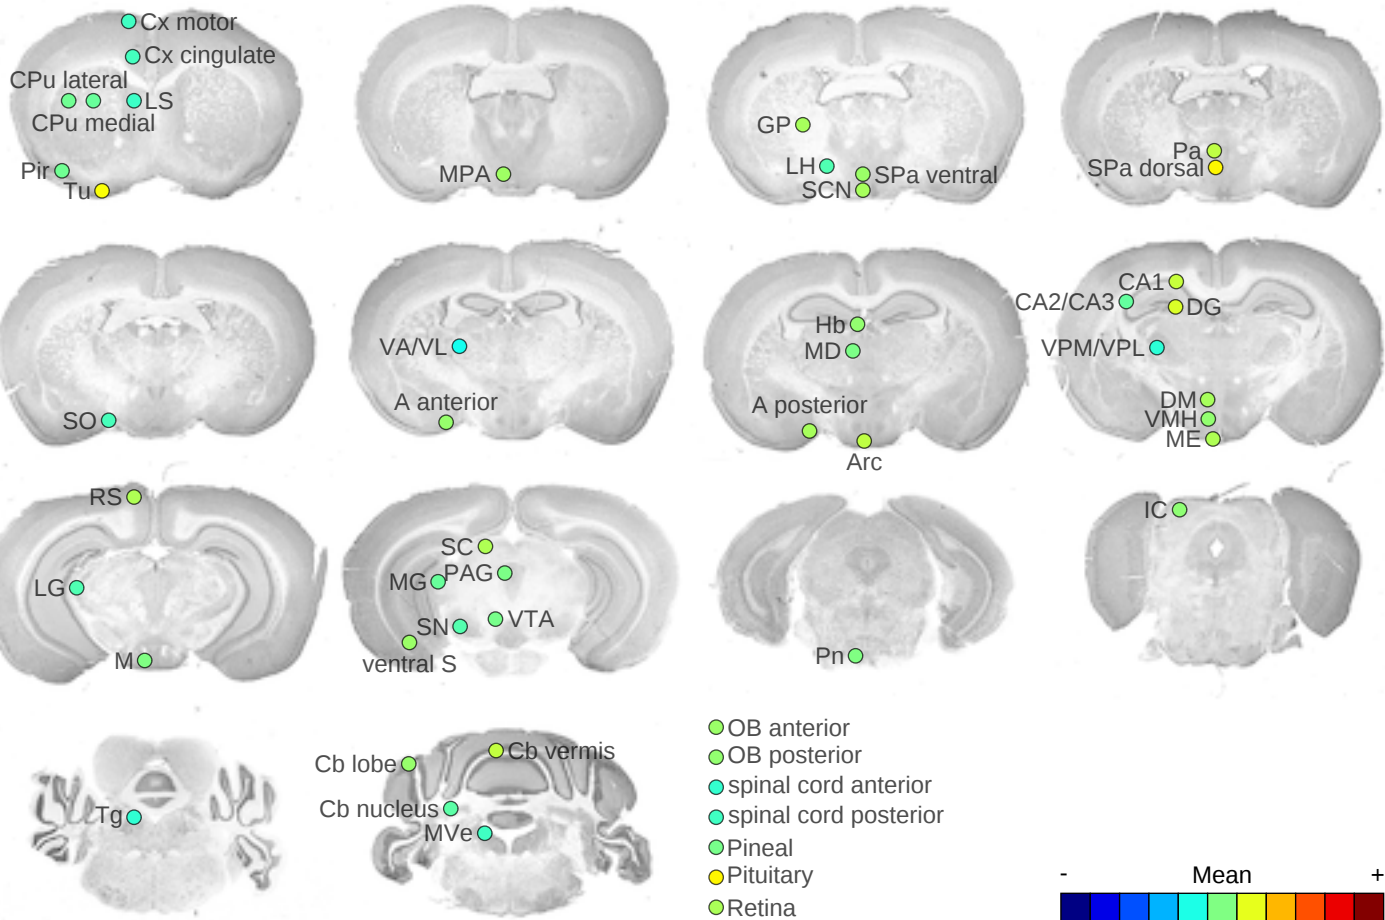 Cx motor
Cx cingulate
CPu lateral
LS
CPu medial
Pir
Tu
MPA
GP
LH
SPa ventral
SCN
Pa
SPa dorsal
SO
VA/VL
A anterior
Hb
MD
A posterior
Arc
CA1
CA2/CA3
DG
VPM/VPL
DM
VMH
ME
RS
LG
M
SC
MG
PAG
SN
VTA
ventral S
Pn
IC
Tg
Cb lobe
Cb vermis
Cb nucleus
MVe
OB anterior
OB posterior
spinal cord anterior
spinal cord posterior
Pineal
Pituitary
Retina
- Mean +